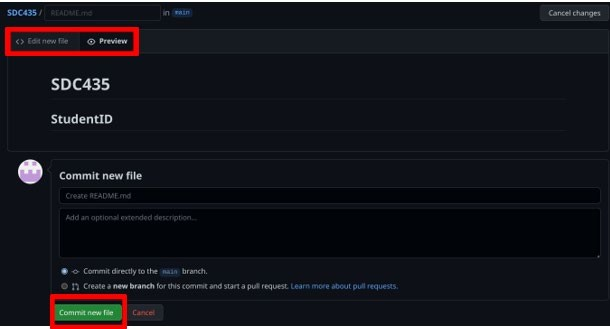 SDC435 / README.md in main Cancel changes
<> Edit new file Preview
SDC435
StudentID
Commit new file
Create README.md
Add an optional extended description...
Commit directly to the main branch.
Create a new branch for this commit and start a pull request. Learn more about pull requests.
Commit new file Cancel